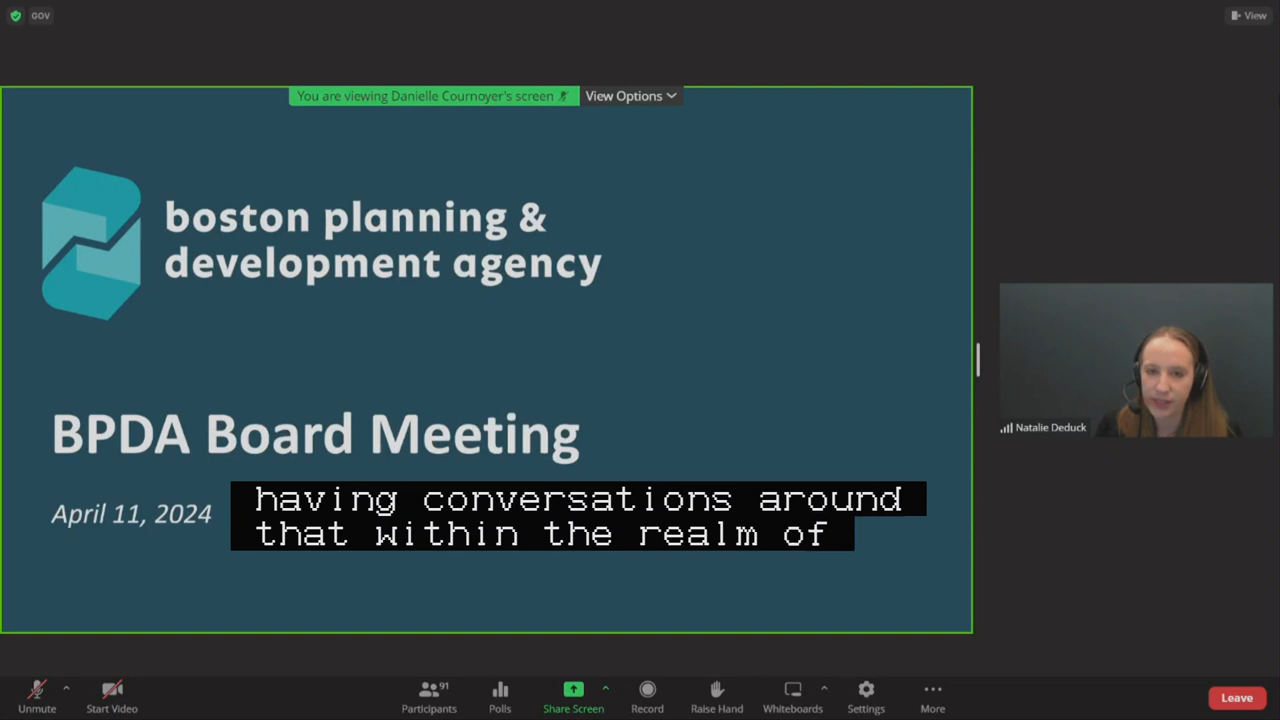 GOV
View
You are viewing Danielle Cournoyer's screen
View Options
boston planning &
development agency
BPDA Board Meeting
April 11, 2024
having conversations around
that within the realm of
Natalie Deduck
Unmute
Start Video
91
Participants
Polls
Share Screen
Record
Raise Hand
Whiteboards
Settings
More
Leave